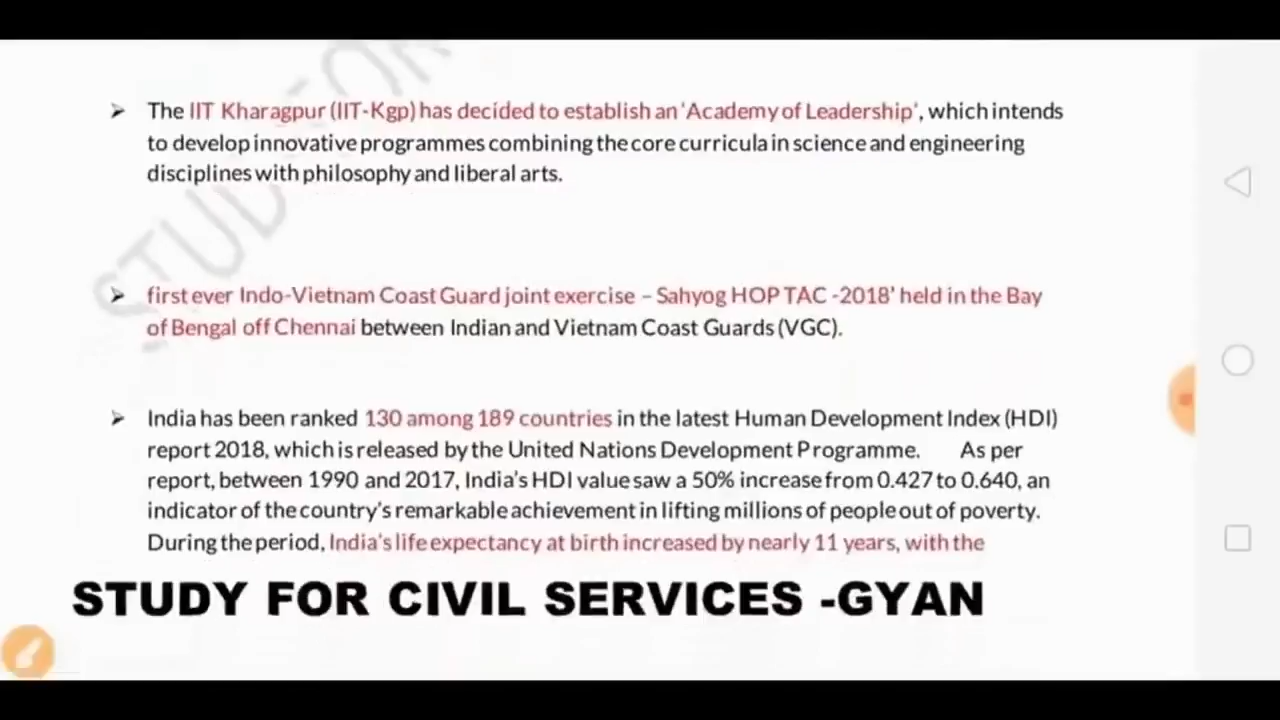 The IIT Kharagpur (IIT-Kgp) has decided to establish an 'Academy of Leadership', which intends
to develop innovative programmes combining the core curricula in science and engineering
disciplines with philosophy and liberal arts.
first ever Indo-Vietnam Coast Guard joint exercise – Sahyog HOP TAC -2018' held in the Bay
of Bengal off Chennai between Indian and Vietnam Coast Guards (VGC).
India has been ranked 130 among 189 countries in the latest Human Development Index (HDI)
report 2018, which is released by the United Nations Development Programme. As per
report, between 1990 and 2017, India's HDI value saw a 50% increase from 0.427 to 0.640, an
indicator of the country's remarkable achievement in lifting millions of people out of poverty.
During the period, India's life expectancy at birth increased by nearly 11 years, with the
STUDY FOR CIVIL SERVICES -GYAN